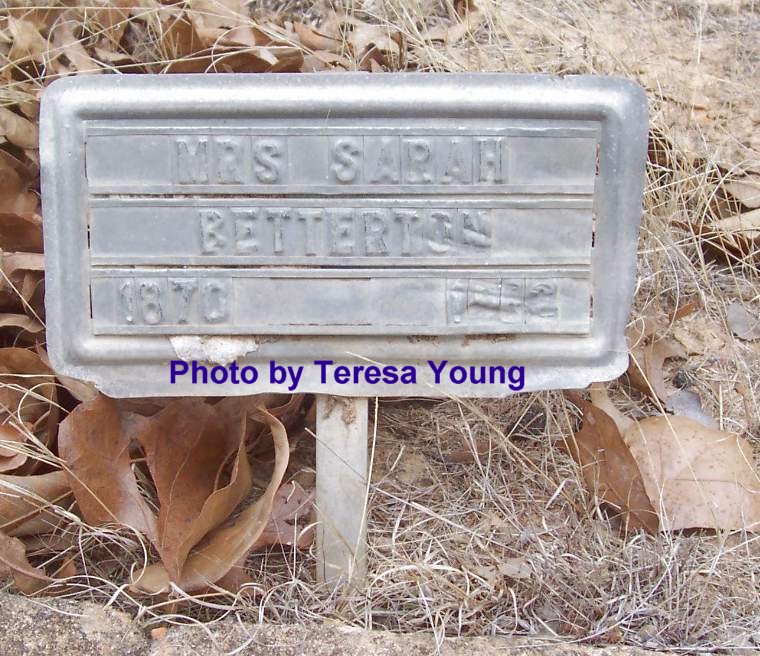 MRS SARAH
BETTERTON
1870
Photo by Teresa Young